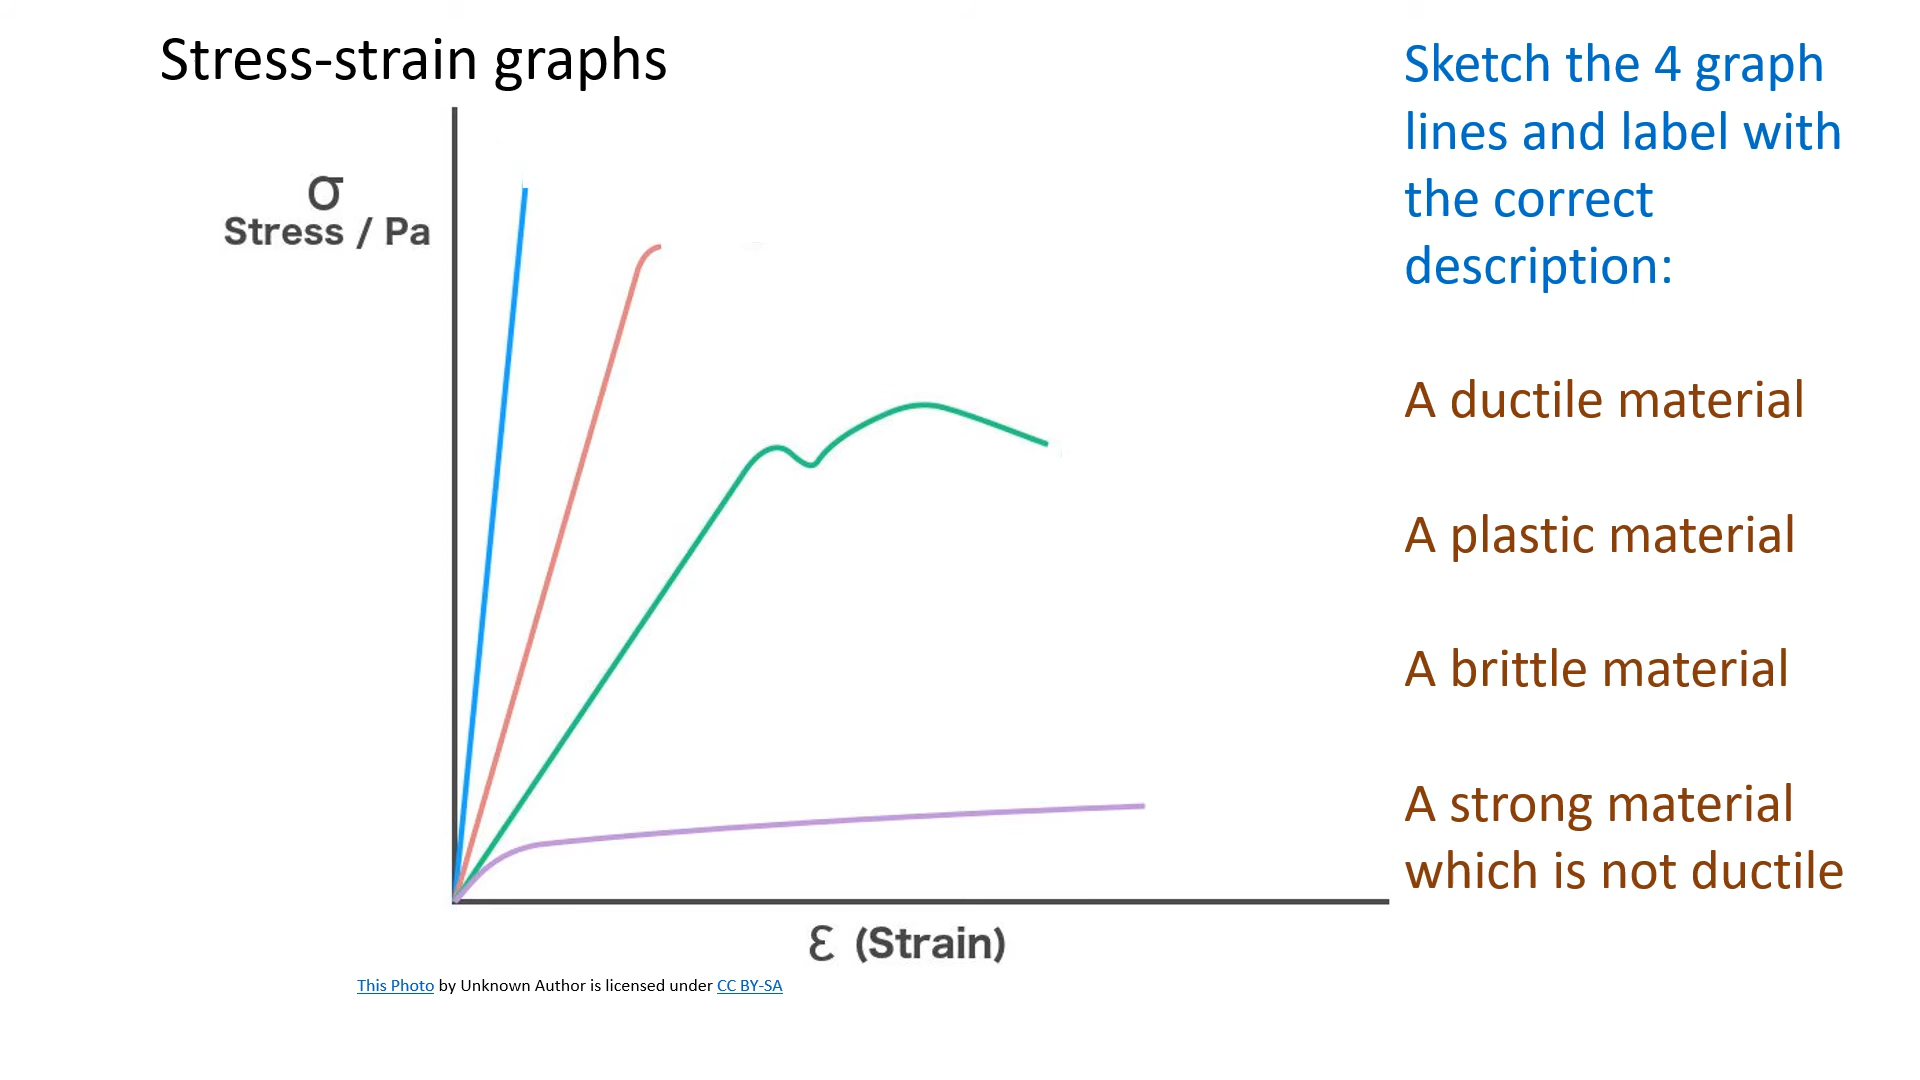 Stress-strain graphs
σ
Stress / Pa
ε (Strain)
This Photo by Unknown Author is licensed under CC BY-SA
Sketch the 4 graph
lines and label with
the correct
description:
A ductile material
A plastic material
A brittle material
A strong material
which is not ductile